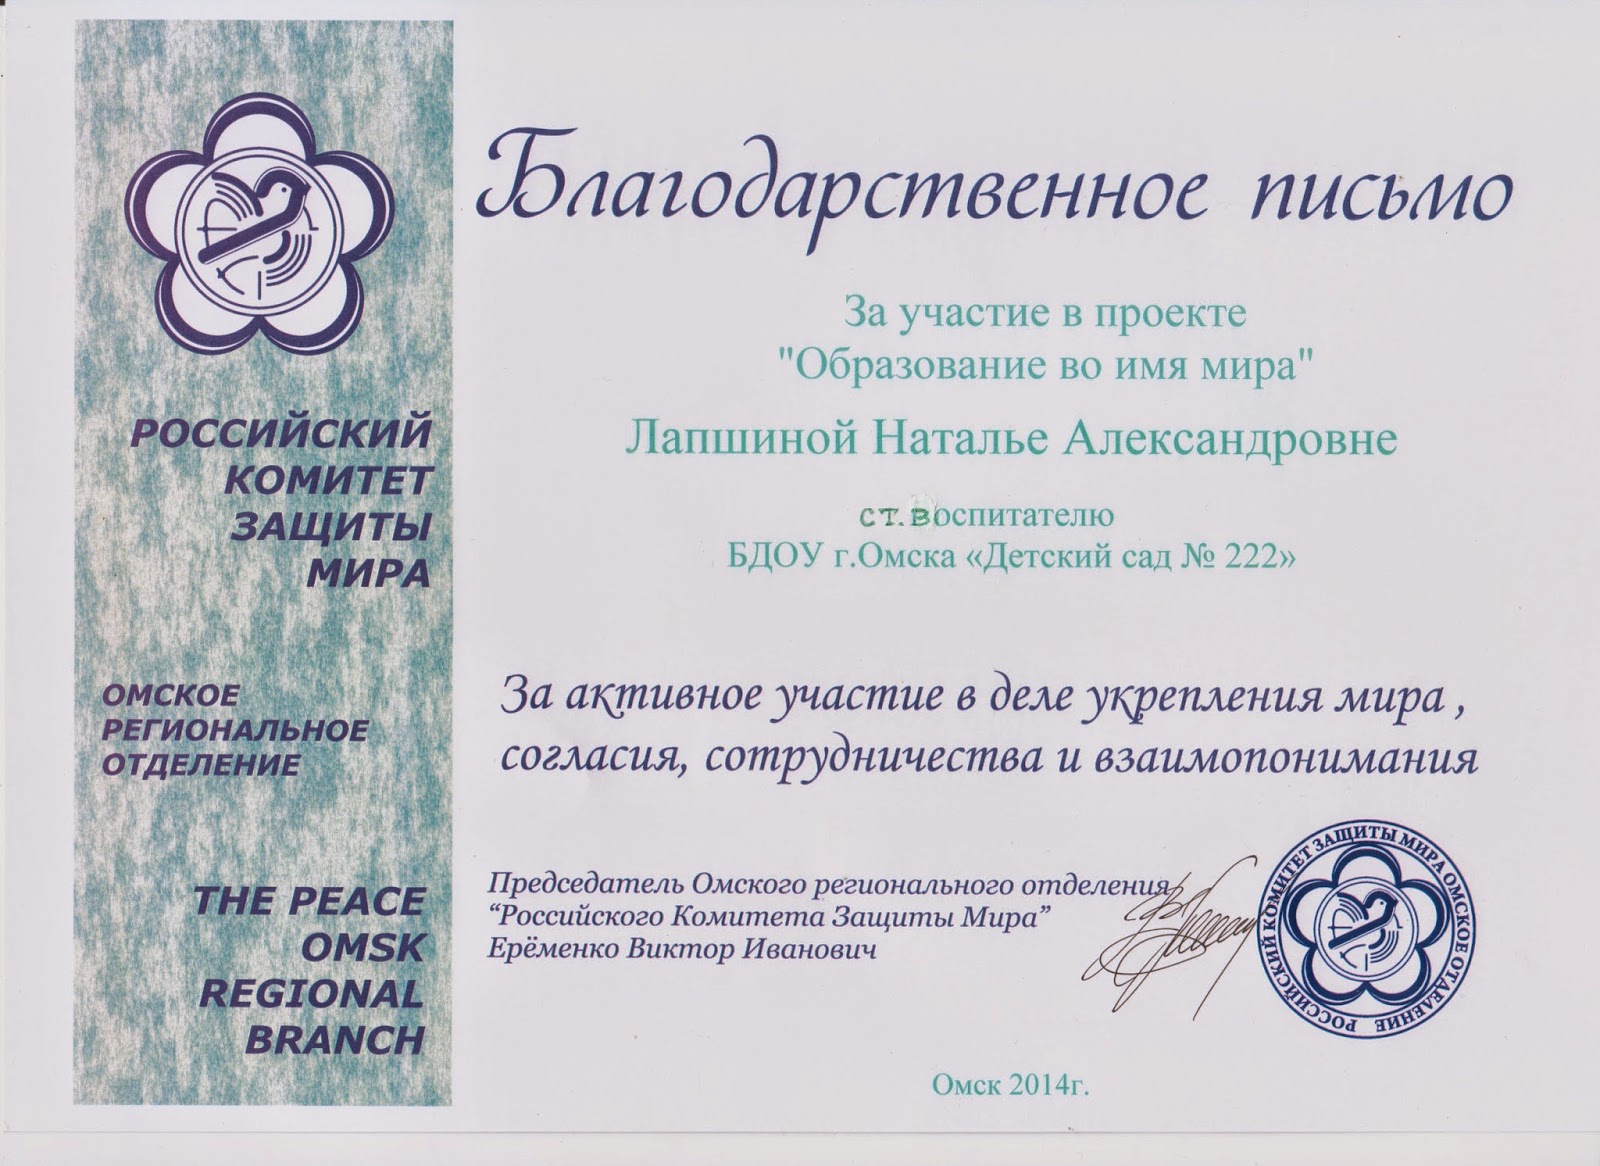 РОССИЙСКИЙ
КОМИТЕТ
ЗАЩИТЫ
МИРА
ОМСКОЕ
РЕГИОНАЛЬНОЕ
ОТДЕЛЕНИЕ
THE PEACE
OMSK
REGIONAL
BRANCH
Благодарственное письмо
За участие в проекте
"Образование во имя мира"
Лапшиной Наталье Александровне
ст.воспитателю
БДОУ г.Омска «Детский сад № 222»
За активное участие в деле укрепления мира ,
согласия, сотрудничества и взаимопонимания
Председатель Омского регионального отделения
“Российского Комитета Защиты Мира”
Ерёменко Виктор Иванович
РОССИЙСКИЙ КОМИТЕТ ЗАЩИТЫ МИРА ОМСКОЕ ОТДЕЛЕНИЕ
Омск 2014г.